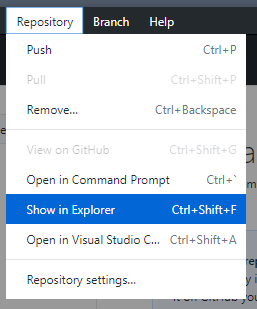 Repository Branch Help
Push Ctrl+P
Pull Ctrl+Shift+P
Remove... Ctrl+Backspace
View on GitHub Ctrl+Shift+G
Open in Command Prompt Ctrl+`
Show in Explorer Ctrl+Shift+F
Open in Visual Studio C... Ctrl+Shift+A
Repository settings...